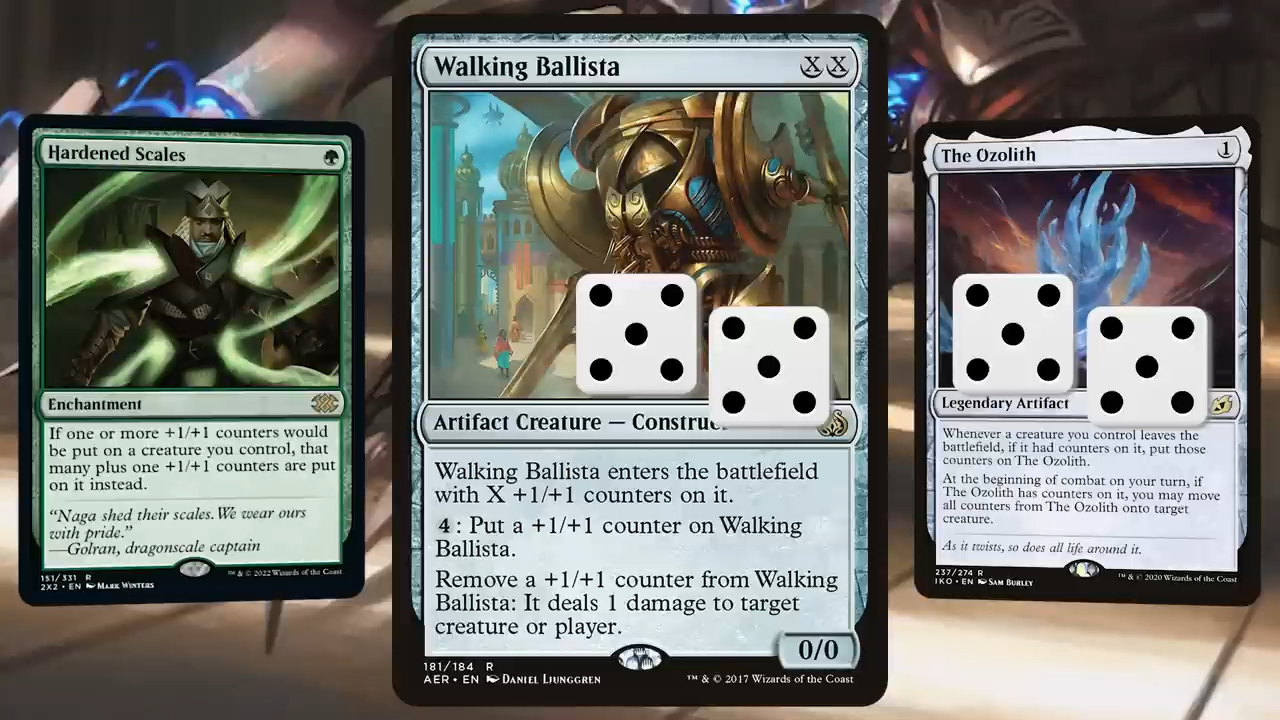 Hardened Scales
Enchantment
If one or more +1/+1 counters would
be put on a creature you control, that
many plus one +1/+1 counters are put
on it instead.
“Naga shed their scales. We wear ours
with pride.”
—Golran, dragonscale captain
151/331 R
2X2 • EN Mark Winters
™ & © 2022 Wizards of the Coast
Walking Ballista XX
Artifact Creature — Construc
Walking Ballista enters the battlefield
with X +1/+1 counters on it.
4 : Put a +1/+1 counter on Walking
Ballista.
Remove a +1/+1 counter from Walking
Ballista: It deals 1 damage to target
creature or player.
0/0
181/184 R
AER • EN Daniel Ljunggren
™ & © 2017 Wizards of the Coast
The Ozolith 1
Legendary Artifact
Whenever a creature you control leaves the
battlefield, if it had counters on it, put those
counters on The Ozolith.
At the beginning of combat on your turn, if
The Ozolith has counters on it, you may move
all counters from The Ozolith onto target
creature.
As it twists, so does all life around it.
237/274 R
IKO • EN Sam Burley
™ & © 2020 Wizards of the Coast